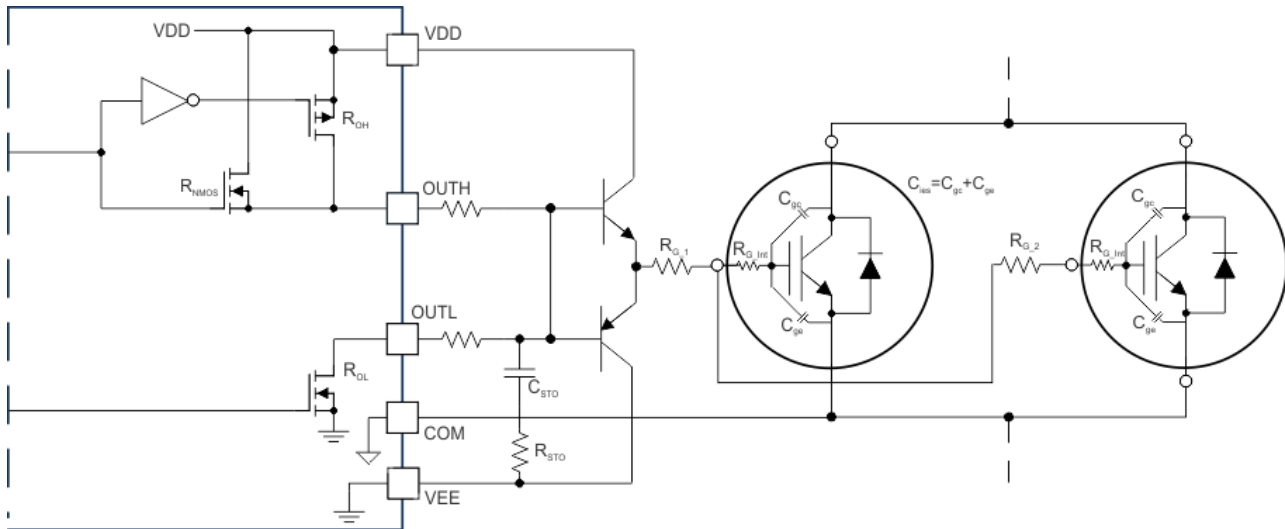 VDD
VDD
R_OH
R_NMOS
OUTH
C_gc
C_ies=C_gc+C_ge
C_gc
R_G_1
R_G_Int
R_G_2
R_G_Int
C_ge
C_ge
OUTL
R_OL
C_STO
COM
R_STO
VEE